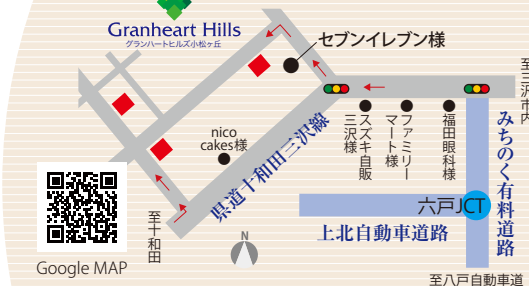 Granheart Hills
グランハートヒルズ小松ヶ丘
セブンイレブン様
至三沢市内
nico
cakes様
県道十和田三沢線
スズキ自販
三沢様
ファミリー
マート様
福田眼科様
みちのく有料道路
六戸JCT
上北自動車道路
至十和田
N
Google MAP
至八戸自動車道